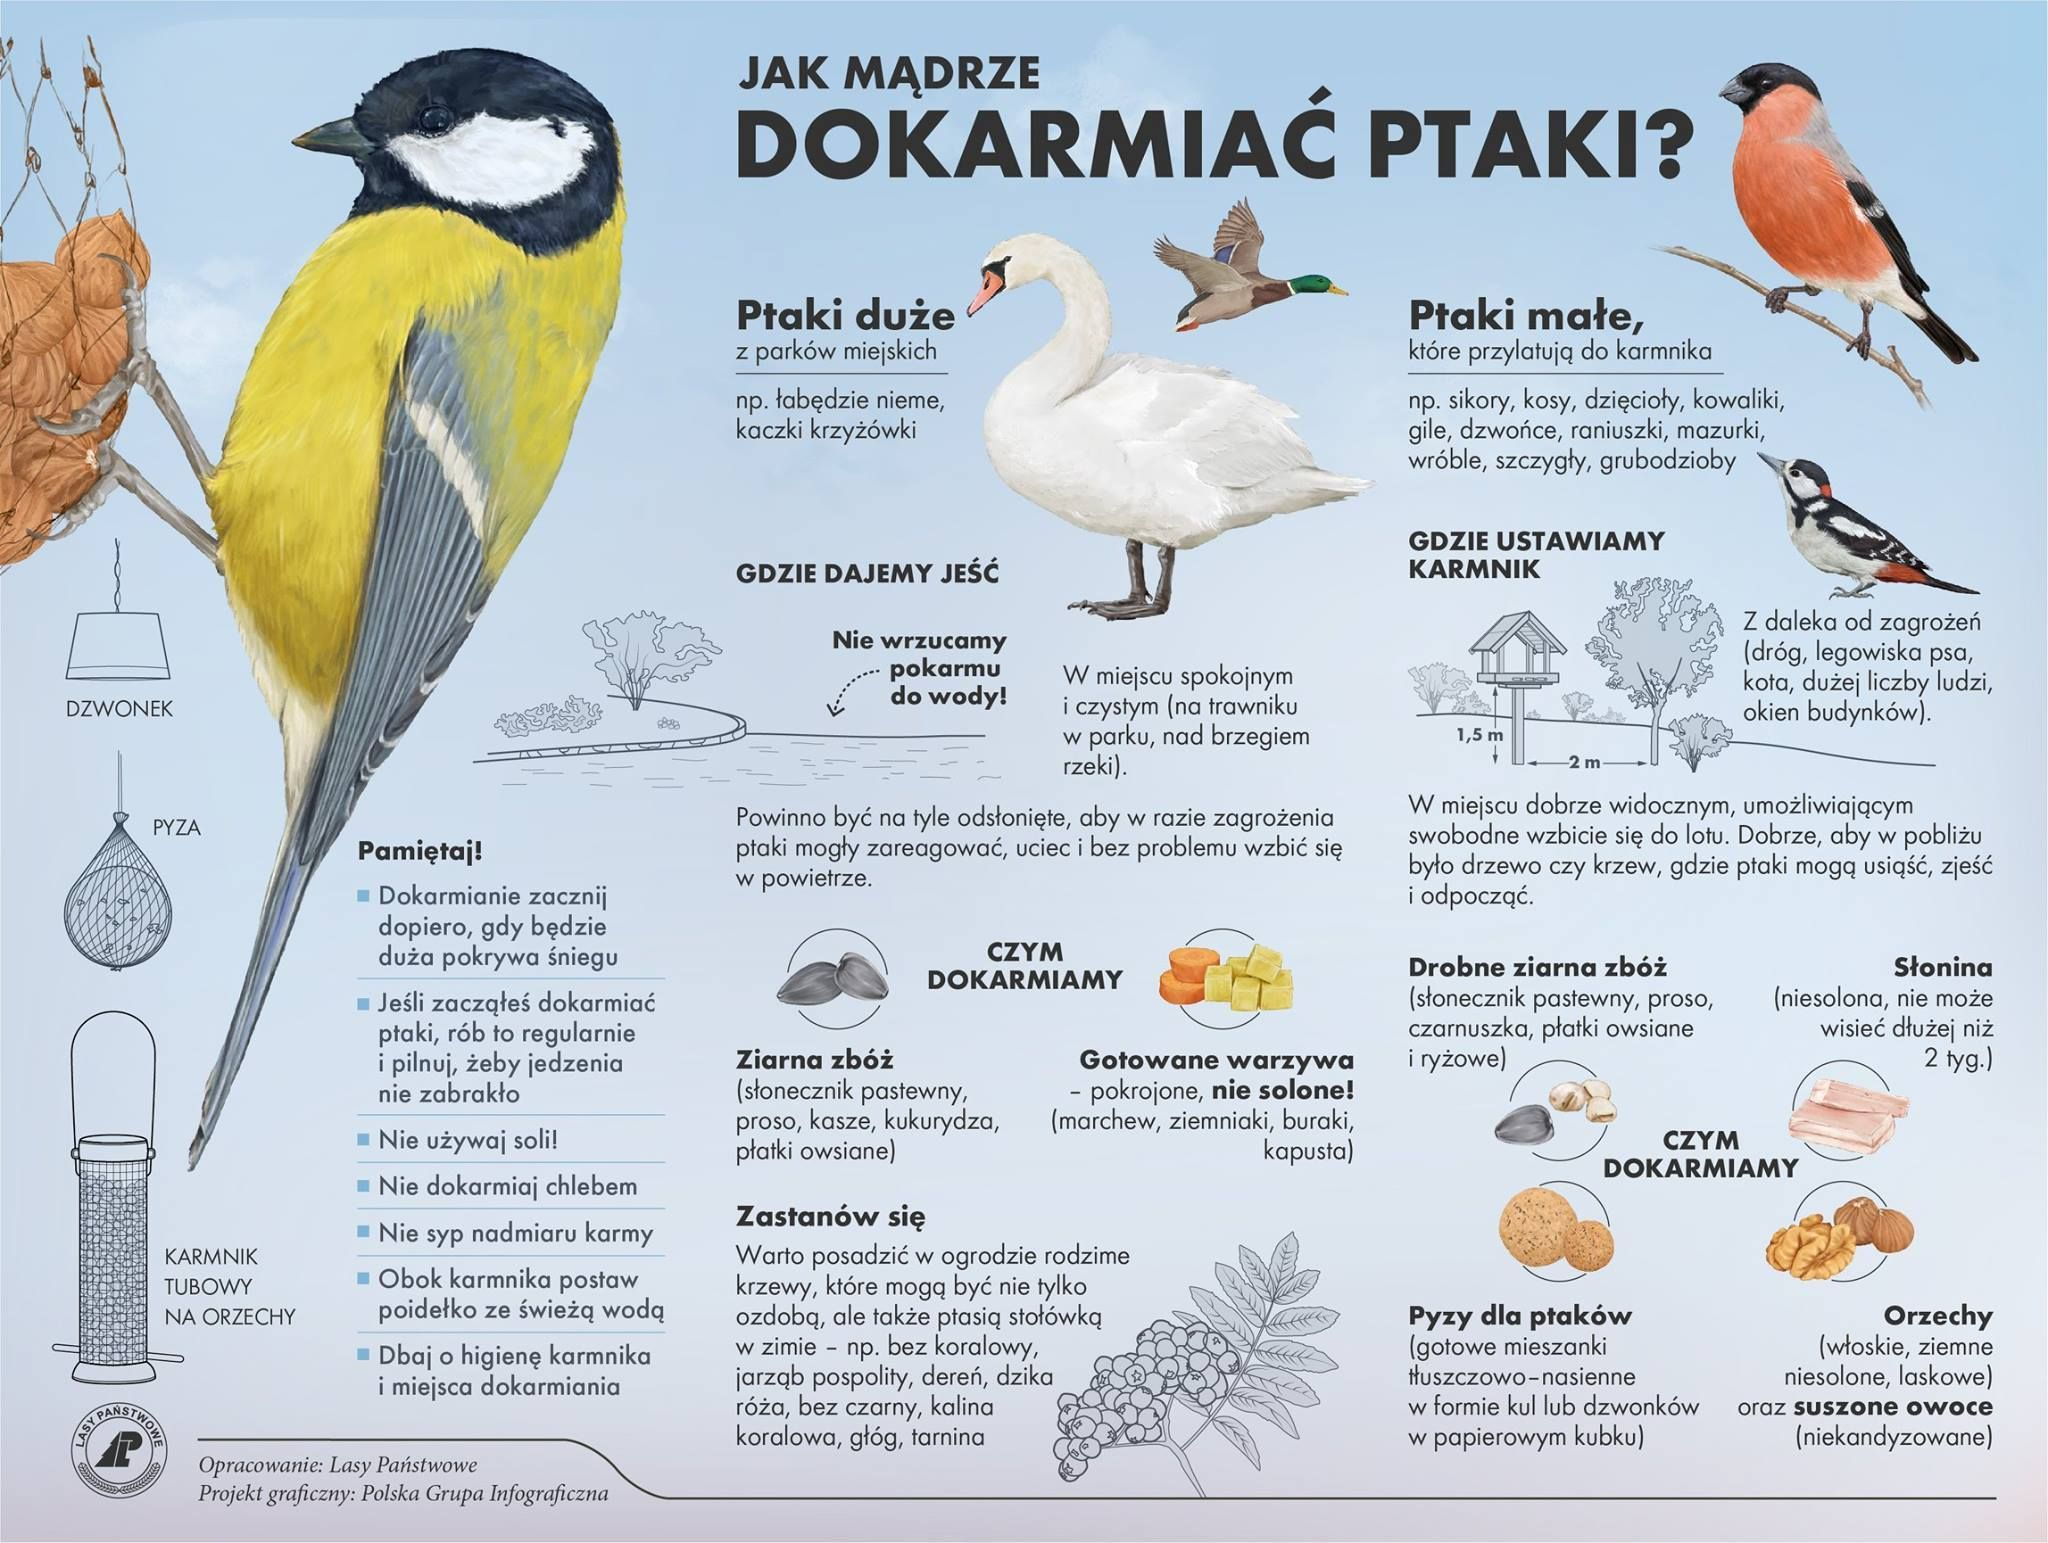 JAK MĄDRZE
DOKARMIAĆ PTAKI?
Ptaki duże
z parków miejskich
np. łabędzie nieme,
kaczki krzyżówki
GDZIE DAJEMY JEŚĆ
Nie wrzucamy
pokarmu
do wody!
W miejscu spokojnym
i czystym (na trawniku
w parku, nad brzegiem
rzeki).
Powinno być na tyle odsłonięte, aby w razie zagrożenia
ptaki mogły zareagować, uciec i bez problemu wzbić się
w powietrze.
CZYM
DOKARMIAMY
Ziarna zbóż
(słonecznik pastewny,
proso, kasze, kukurydza,
płatki owsiane)
Gotowane warzywa
– pokrojone, nie solone!
(marchew, ziemniaki, buraki,
kapusta)
Zastanów się
Warto posadzić w ogrodzie rodzime
krzewy, które mogą być nie tylko
ozdobą, ale także ptasią stołówką
w zimie – np. bez koralowy,
jarząb pospolity, dereń, dzika
róża, bez czarny, kalina
koralowa, głóg, tarnina
Ptaki małe,
które przylatują do karmnika
np. sikory, kosy, dzięcioły, kowaliki,
gile, dzwońce, raniuszki, mazurki,
wróble, szczygły, grubodzioby
GDZIE USTAWIAMY
KARMNIK
1,5 m
2 m
Z daleka od zagrożeń
(dróg, legowiska psa,
kota, dużej liczby ludzi,
okien budynków).
W miejscu dobrze widocznym, umożliwiającym
swobodne wzbicie się do lotu. Dobrze, aby w pobliżu
było drzewo czy krzew, gdzie ptaki mogą usiąść, zjeść
i odpocząć.
Drobne ziarna zbóż
(słonecznik pastewny, proso,
czarnuszka, płatki owsiane
i ryżowe)
Słonina
(niesolona, nie może
wisieć dłużej niż
2 tyg.)
CZYM
DOKARMIAMY
Pyzy dla ptaków
(gotowe mieszanki
tłuszczowo–nasienne
w formie kul lub dzwonków
w papierowym kubku)
Orzechy
(włoskie, ziemne
niesolone, laskowe)
oraz suszone owoce
(niekandyzowane)
DZWONEK
PYZA
KARMNIK
TUBOWY
NA ORZECHY
Pamiętaj!
Dokarmianie zacznij
dopiero, gdy będzie
duża pokrywa śniegu
Jeśli zacząłeś dokarmiać
ptaki, rób to regularnie
i pilnuj, żeby jedzenia
nie zabrakło
Nie używaj soli!
Nie dokarmiaj chlebem
Nie syp nadmiaru karmy
Obok karmnika postaw
poidełko ze świeżą wodą
Dbaj o higienę karmnika
i miejsca dokarmiania
LASY PAŃSTWOWE
Opracowanie: Lasy Państwowe
Projekt graficzny: Polska Grupa Infograficzna